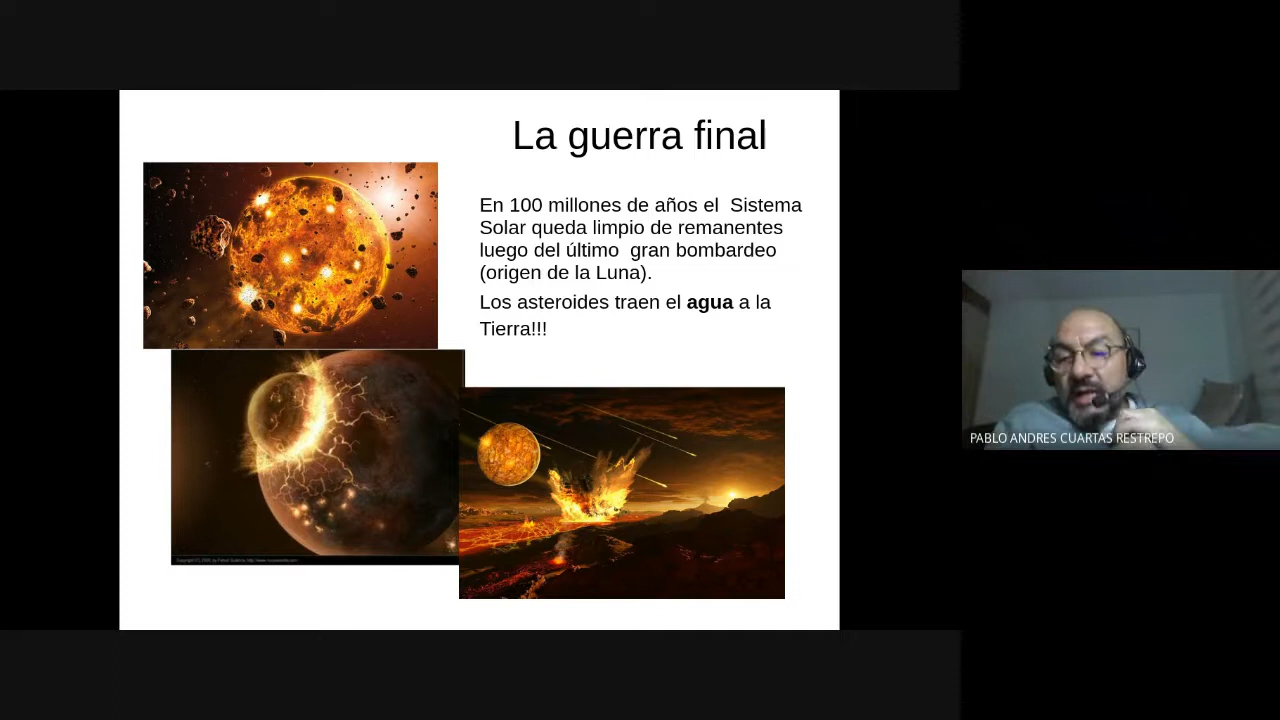 La guerra final
En 100 millones de años el  Sistema
Solar queda limpio de remanentes
luego del último  gran bombardeo
(origen de la Luna).
Los asteroides traen el agua a la
Tierra!!!
PABLO ANDRES CUARTAS RESTREPO